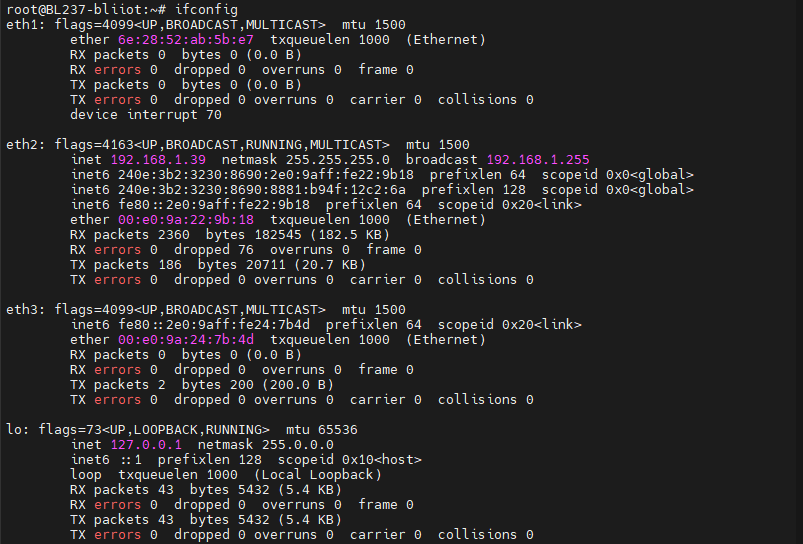 root@BL237-bliiot:~# ifconfig
eth1: flags=4099<UP,BROADCAST,MULTICAST>  mtu 1500
        ether 6e:28:52:ab:5b:e7  txqueuelen 1000  (Ethernet)
        RX packets 0  bytes 0 (0.0 B)
        RX errors 0  dropped 0  overruns 0  frame 0
        TX packets 0  bytes 0 (0.0 B)
        TX errors 0  dropped 0 overruns 0  carrier 0  collisions 0
        device interrupt 70

eth2: flags=4163<UP,BROADCAST,RUNNING,MULTICAST>  mtu 1500
        inet 192.168.1.39  netmask 255.255.255.0  broadcast 192.168.1.255
        inet6 240e:3b2:3230:8690:2e0:9aff:fe22:9b18  prefixlen 64  scopeid 0x0<global>
        inet6 240e:3b2:3230:8690:8881:b94f:12c2:6a  prefixlen 128  scopeid 0x0<global>
        inet6 fe80::2e0:9aff:fe22:9b18  prefixlen 64  scopeid 0x20<link>
        ether 00:e0:9a:22:9b:18  txqueuelen 1000  (Ethernet)
        RX packets 2360  bytes 182545 (182.5 KB)
        RX errors 0  dropped 76  overruns 0  frame 0
        TX packets 186  bytes 20711 (20.7 KB)
        TX errors 0  dropped 0 overruns 0  carrier 0  collisions 0

eth3: flags=4099<UP,BROADCAST,MULTICAST>  mtu 1500
        inet6 fe80::2e0:9aff:fe24:7b4d  prefixlen 64  scopeid 0x20<link>
        ether 00:e0:9a:24:7b:4d  txqueuelen 1000  (Ethernet)
        RX packets 0  bytes 0 (0.0 B)
        RX errors 0  dropped 0  overruns 0  frame 0
        TX packets 2  bytes 200 (200.0 B)
        TX errors 0  dropped 0 overruns 0  carrier 0  collisions 0

lo: flags=73<UP,LOOPBACK,RUNNING>  mtu 65536
        inet 127.0.0.1  netmask 255.0.0.0
        inet6 ::1  prefixlen 128  scopeid 0x10<host>
        loop  txqueuelen 1000  (Local Loopback)
        RX packets 43  bytes 5432 (5.4 KB)
        RX errors 0  dropped 0  overruns 0  frame 0
        TX packets 43  bytes 5432 (5.4 KB)
        TX errors 0  dropped 0 overruns 0  carrier 0  collisions 0